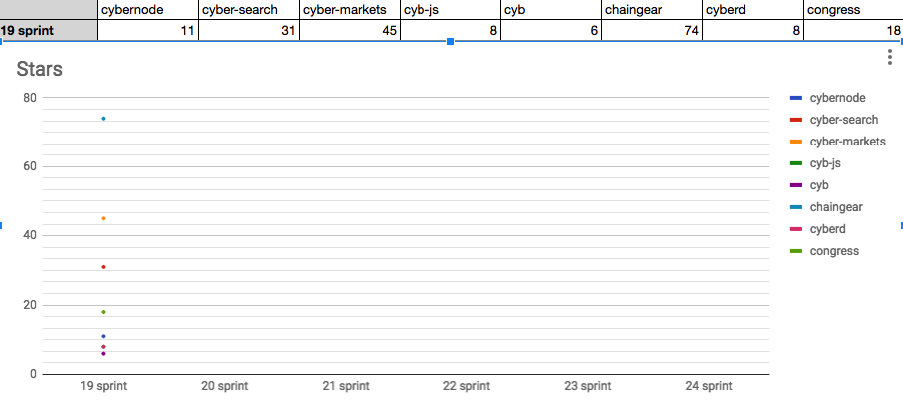 cybernode cyber-search cyber-markets cyb-js cyb chaingear cyberd congress
19 sprint 11 31 45 8 6 74 8 18
Stars
80
60
40
20
0
19 sprint 20 sprint 21 sprint 22 sprint 23 sprint 24 sprint
cybernode
cyber-search
cyber-markets
cyb-js
cyb
chaingear
cyberd
congress